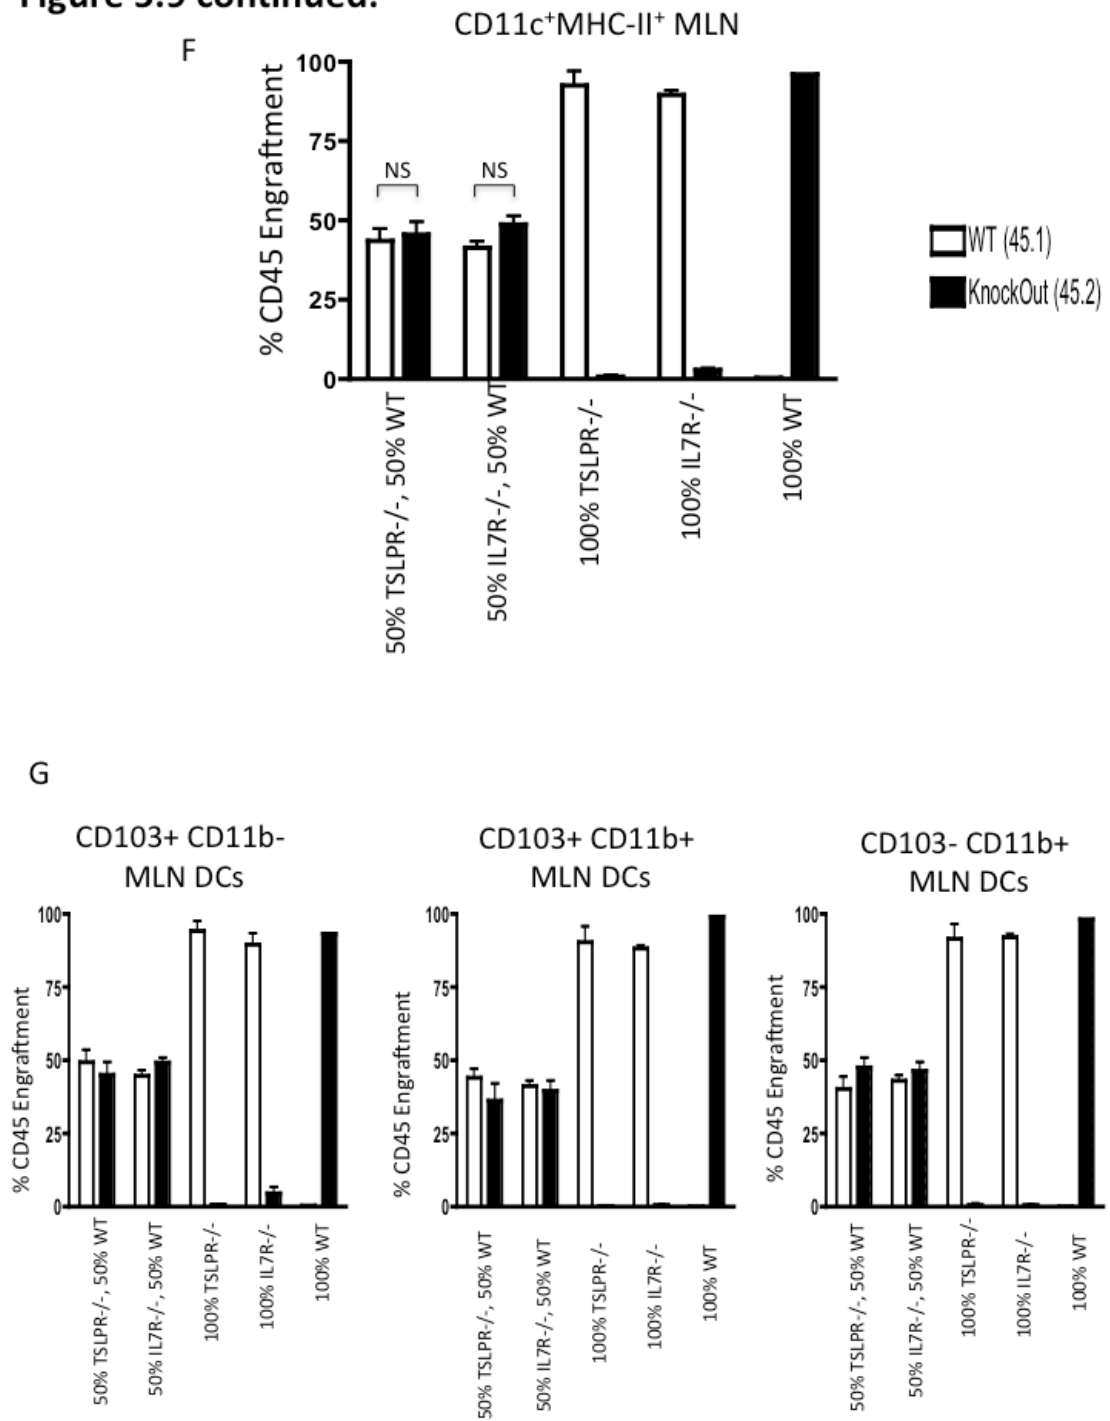 Figure 5.9 continued.
F
CD11c⁺MHC-II⁺ MLN
% CD45 Engraftment
100
75
50
25
0
NS
NS
WT (45.1)
KnockOut (45.2)
50% TSLPR-/-, 50% WT
50% IL7R-/-, 50% WT
100% TSLPR-/-
100% IL7R-/-
100% WT
G
CD103+ CD11b-
MLN DCs
% CD45 Engraftment
100
75
50
25
0
50% TSLPR-/-, 50% WT
50% IL7R-/-, 50% WT
100% TSLPR-/-
100% IL7R-/-
100% WT
CD103+ CD11b+
MLN DCs
% CD45 Engraftment
100
75
50
25
0
50% TSLPR-/-, 50% WT
50% IL7R-/-, 50% WT
100% TSLPR-/-
100% IL7R-/-
100% WT
CD103- CD11b+
MLN DCs
% CD45 Engraftment
100
75
50
25
0
50% TSLPR-/-, 50% WT
50% IL7R-/-, 50% WT
100% TSLPR-/-
100% IL7R-/-
100% WT